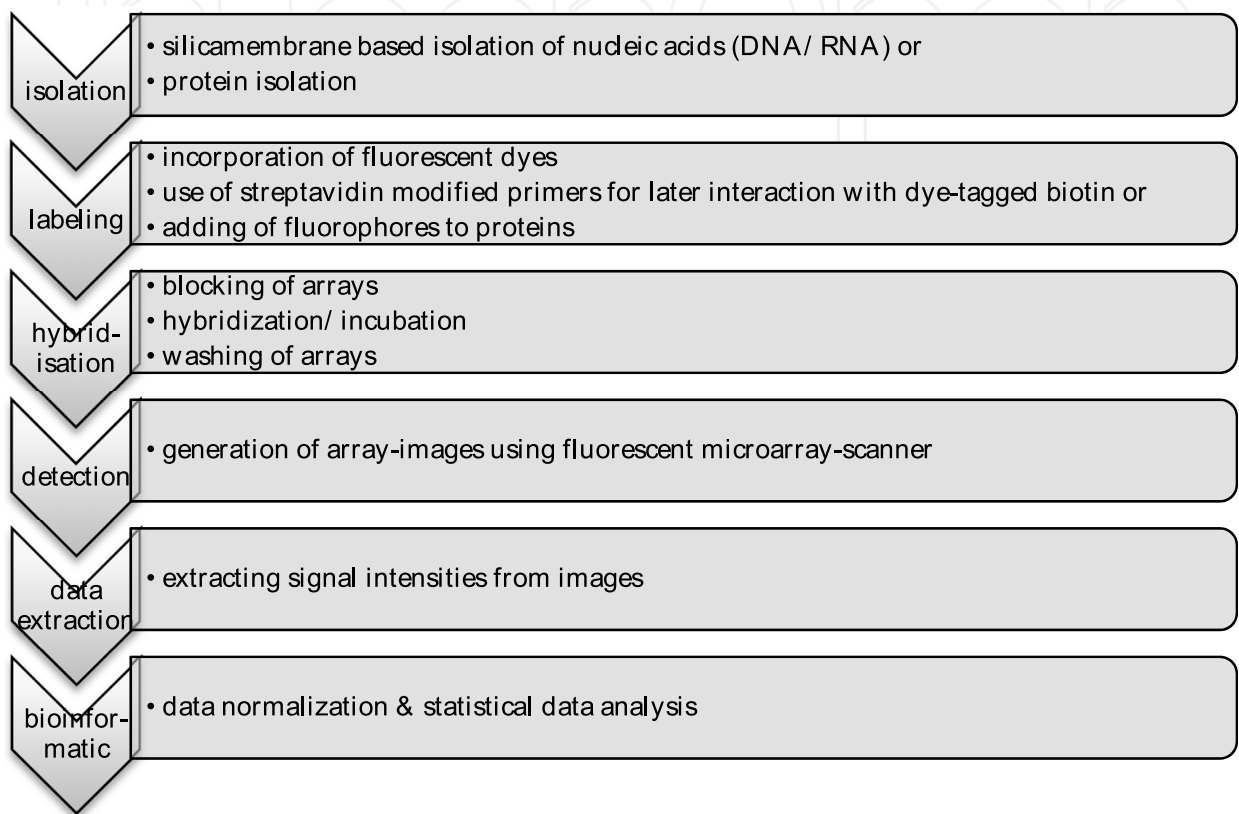 isolation
• silicamembrane based isolation of nucleic acids (DNA/ RNA) or
• protein isolation
labeling
• incorporation of fluorescent dyes
• use of streptavidin modified primers for later interaction with dye-tagged biotin or
• adding of fluorophores to proteins
hybrid-
isation
• blocking of arrays
• hybridization/ incubation
• washing of arrays
detection
• generation of array-images using fluorescent microarray-scanner
data
extraction
• extracting signal intensities from images
bioinfor-
matic
• data normalization & statistical data analysis